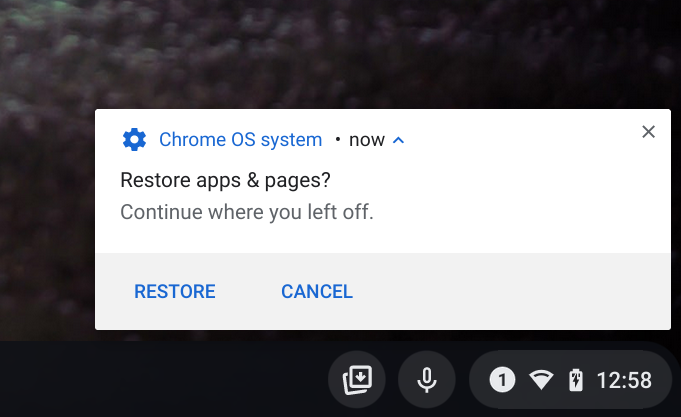 Chrome OS system • now
Restore apps & pages?
Continue where you left off.
RESTORE CANCEL
1 12:58